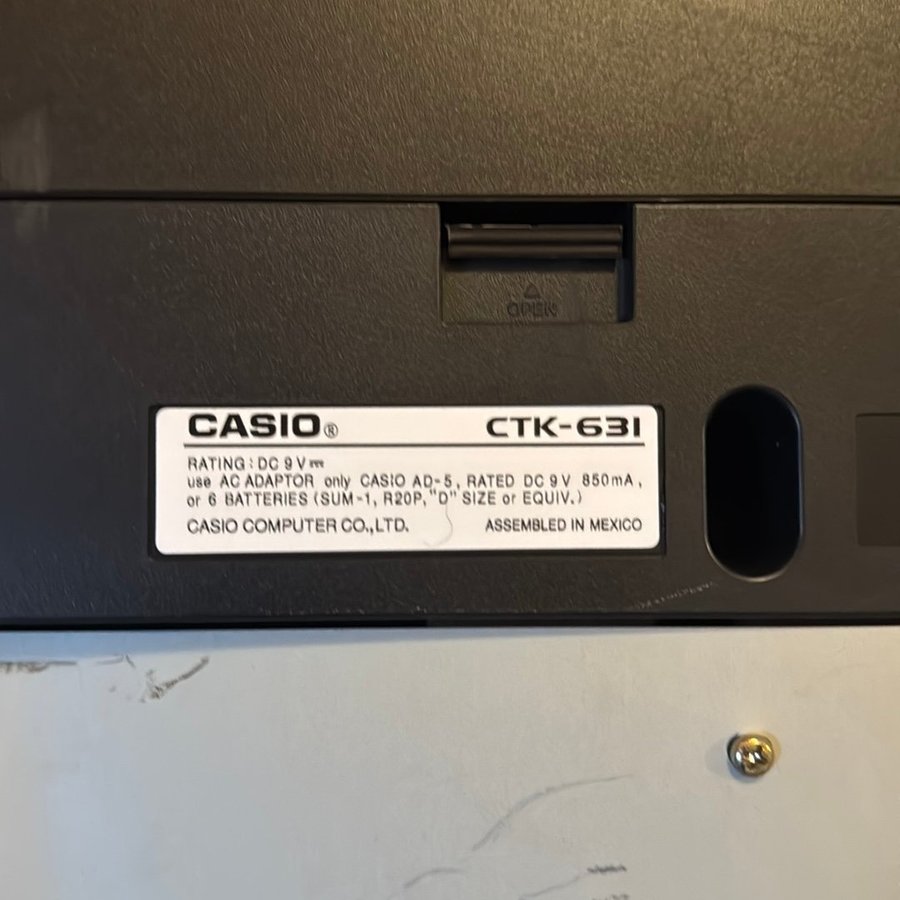 OPEN
CASIO® CTK-631
RATING : DC 9 V ⎓
use AC ADAPTOR only CASIO AD-5, RATED DC 9 V 850mA,
or 6 BATTERIES (SUM-1, R20P, "D" SIZE or EQUIV.)
CASIO COMPUTER CO.,LTD. ASSEMBLED IN MEXICO